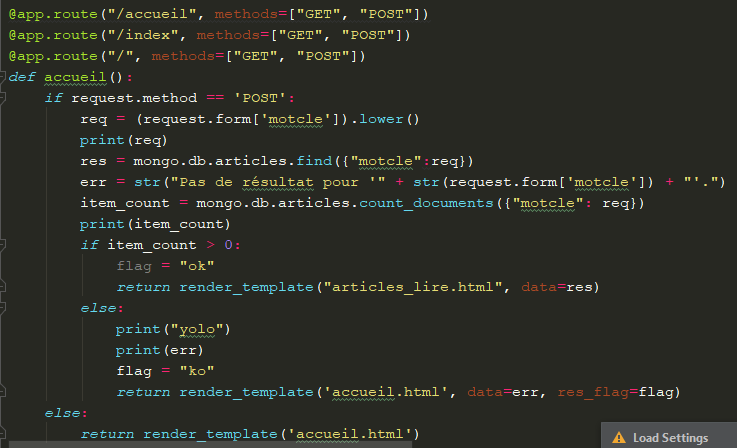 @app.route("/accueil", methods=["GET", "POST"])
@app.route("/index", methods=["GET", "POST"])
@app.route("/", methods=["GET", "POST"])
def accueil():
    if request.method == 'POST':
        req = (request.form['motcle']).lower()
        print(req)
        res = mongo.db.articles.find({"motcle":req})
        err = str("Pas de résultat pour '" + str(request.form['motcle']) + "'.")
        item_count = mongo.db.articles.count_documents({"motcle": req})
        print(item_count)
        if item_count > 0:
            flag = "ok"
            return render_template("articles_lire.html", data=res)
        else:
            print("yolo")
            print(err)
            flag = "ko"
            return render_template('accueil.html', data=err, res_flag=flag)
    else:
        return render_template('accueil.html')
Load Settings